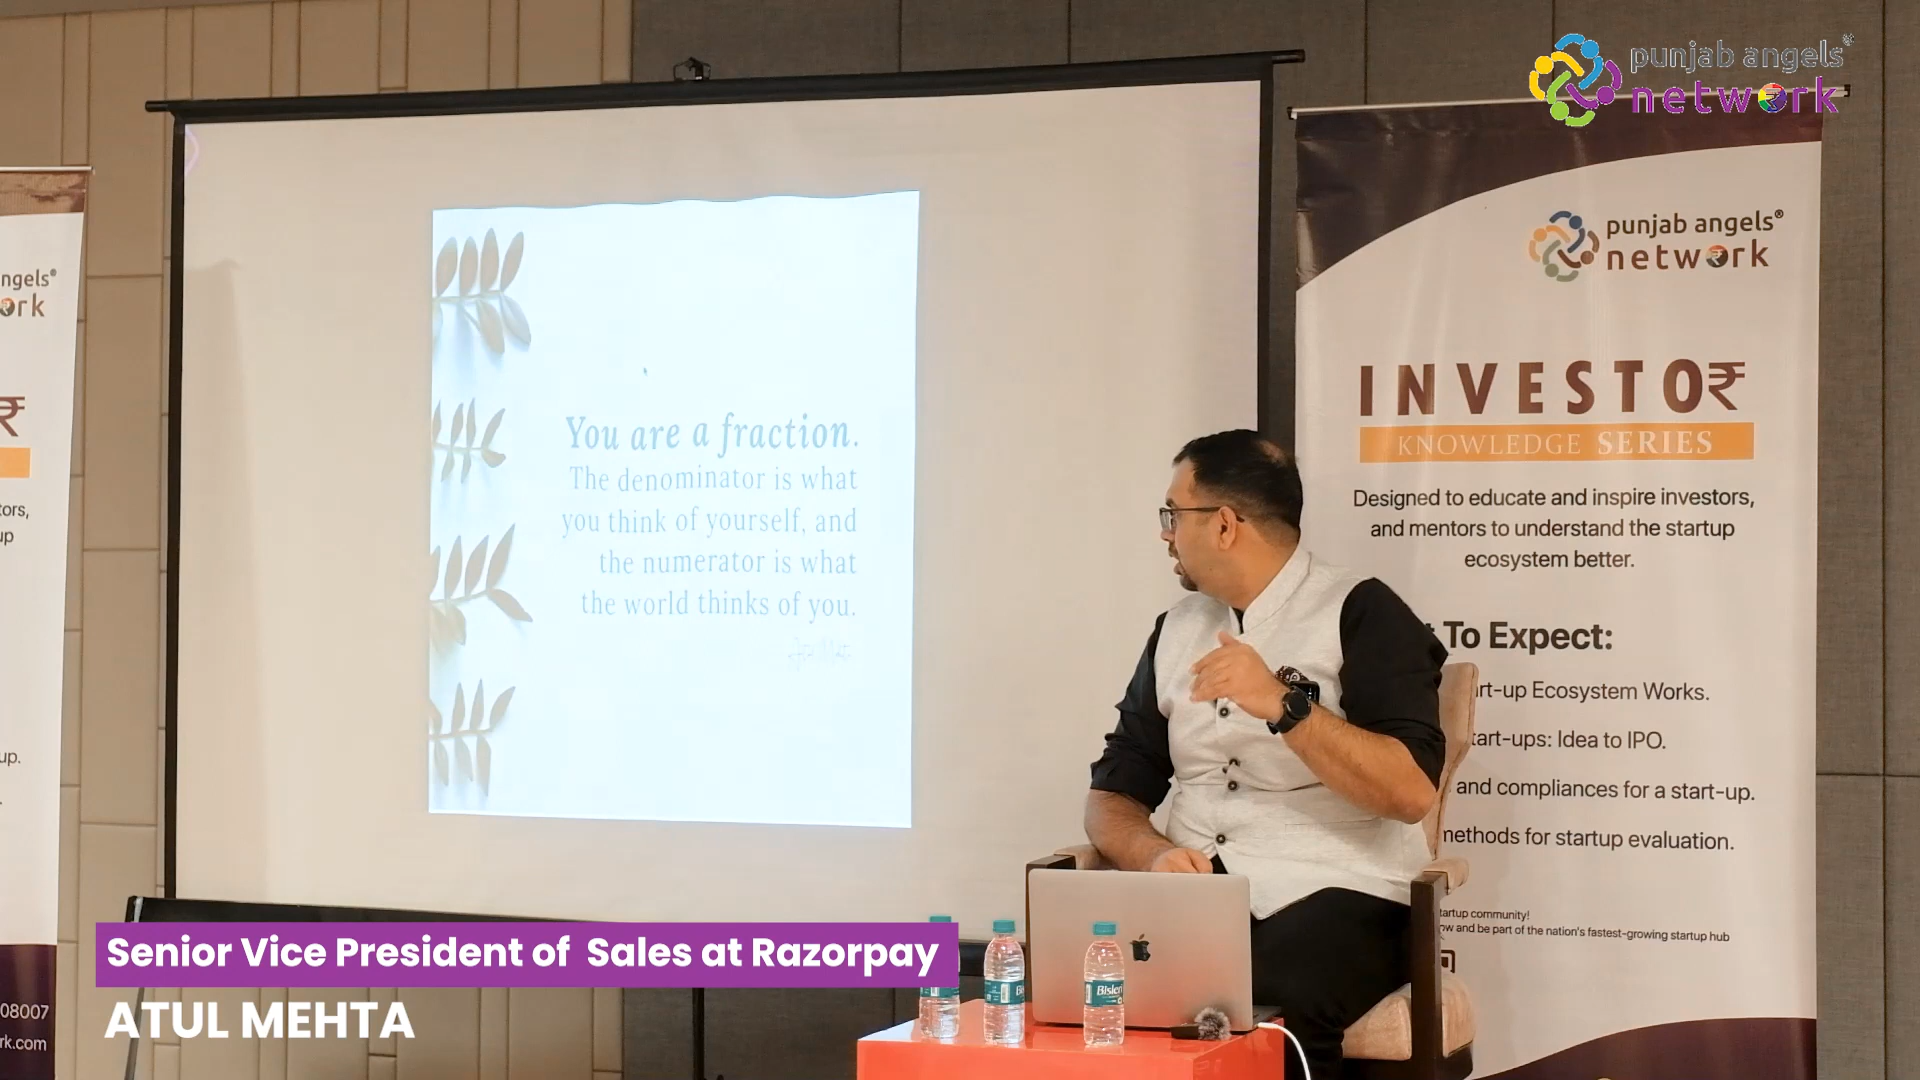 punjab angels®
network
You are a fraction.
The denominator is what
you think of yourself, and
the numerator is what
the world thinks of you.
punjab angels®
network
INVESTO₹
KNOWLEDGE SERIES
Designed to educate and inspire investors,
and mentors to understand the startup
ecosystem better.
To Expect:
rt-up Ecosystem Works.
tart-ups: Idea to IPO.
and compliances for a start-up.
methods for startup evaluation.
tartup community!
ow and be part of the nation's fastest-growing startup hub
ngels®
ork
₹
tors,
up
up.
08007
rk.com
Bisleri
Senior Vice President of Sales at Razorpay
ATUL MEHTA